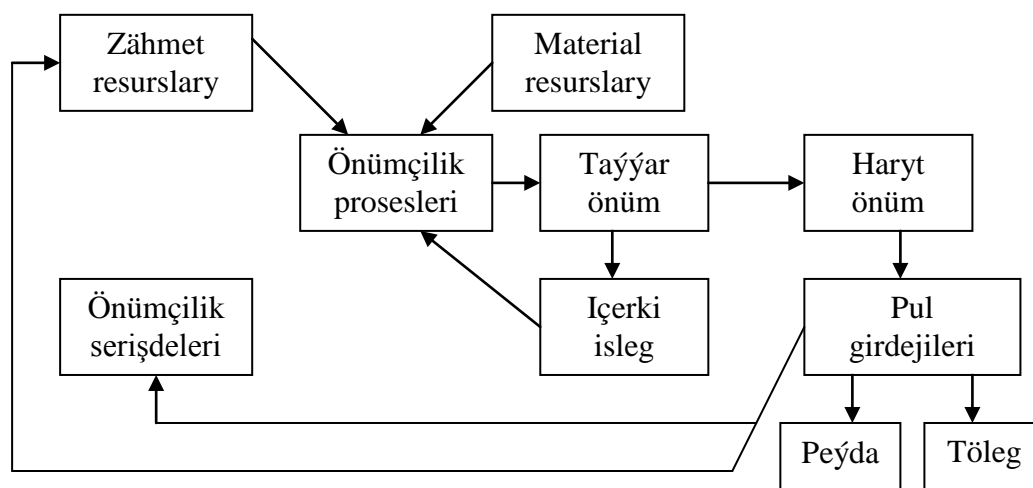 Zähmet
resurslary
Material
resurslary
Önümçilik
prosesleri
Taýýar
önüm
Haryt
önüm
Önümçilik
serişdeleri
Içerki
isleg
Pul
girdejileri
Peýda
Töleg